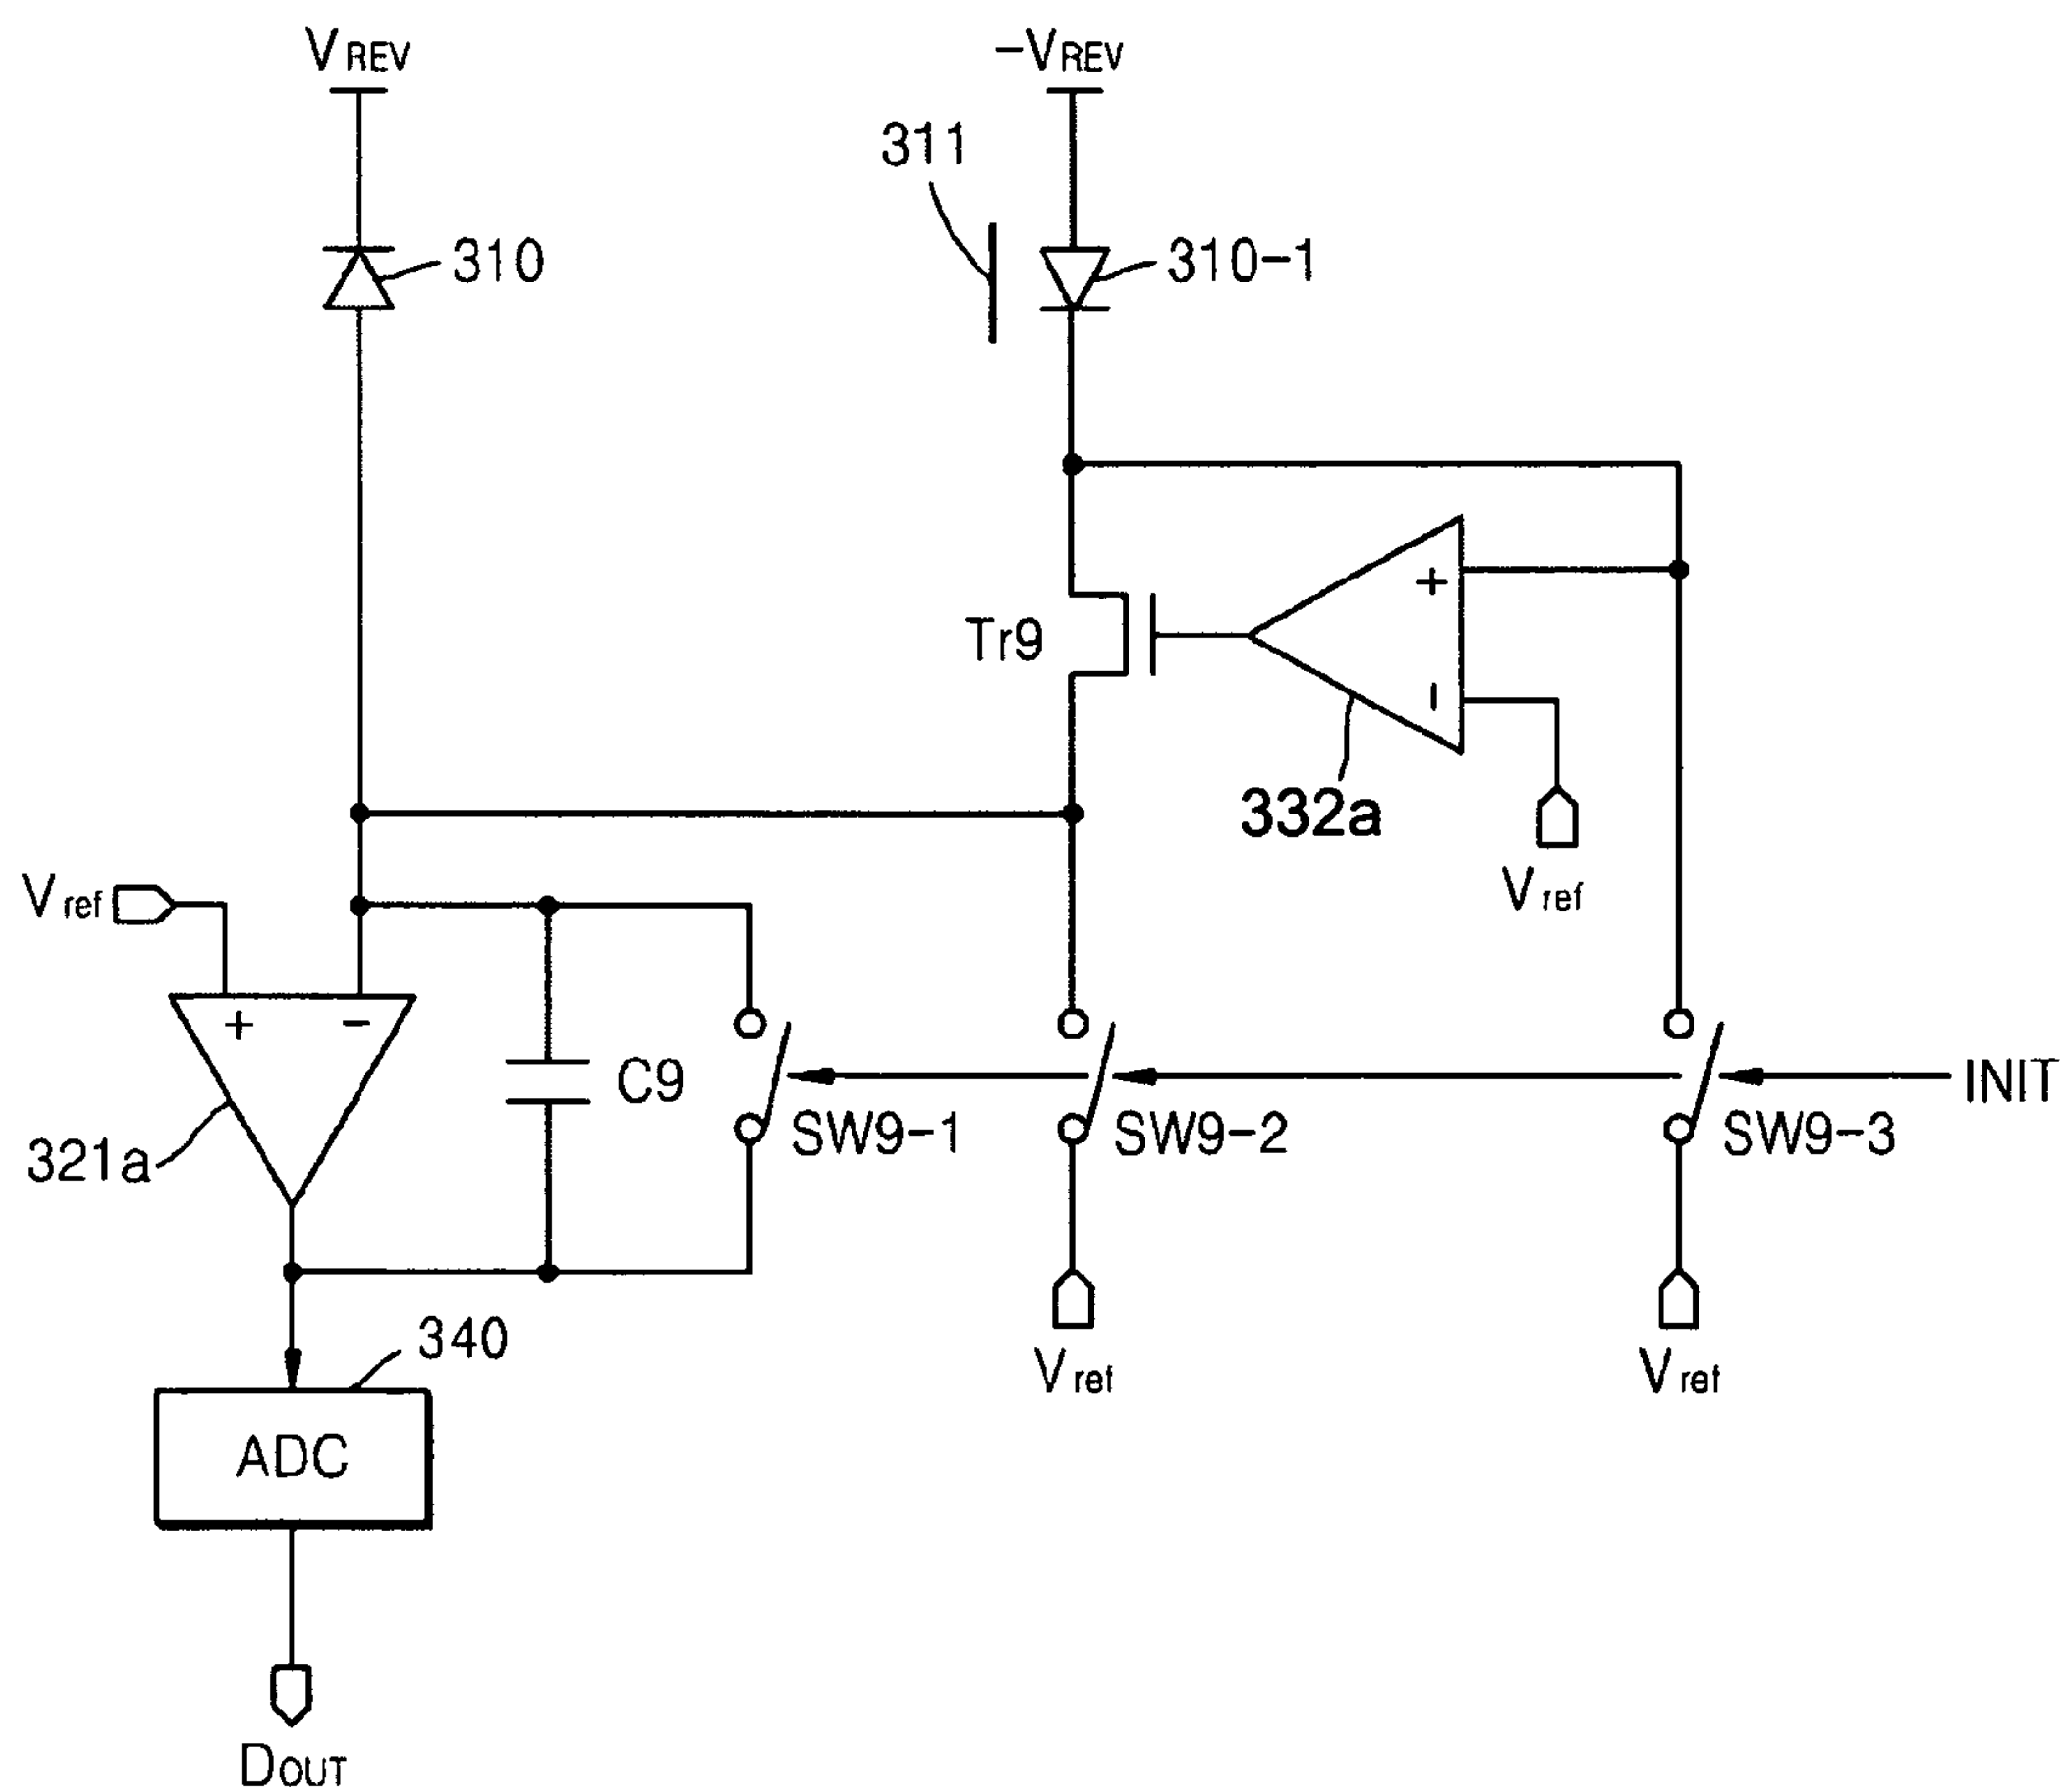 VREV
-VREV
311
310
310-1
+
Tr9
-
332a
Vref
Vref
+ -
C9
INIT
SW9-1
SW9-2
SW9-3
321a
340
Vref
Vref
ADC
DOUT